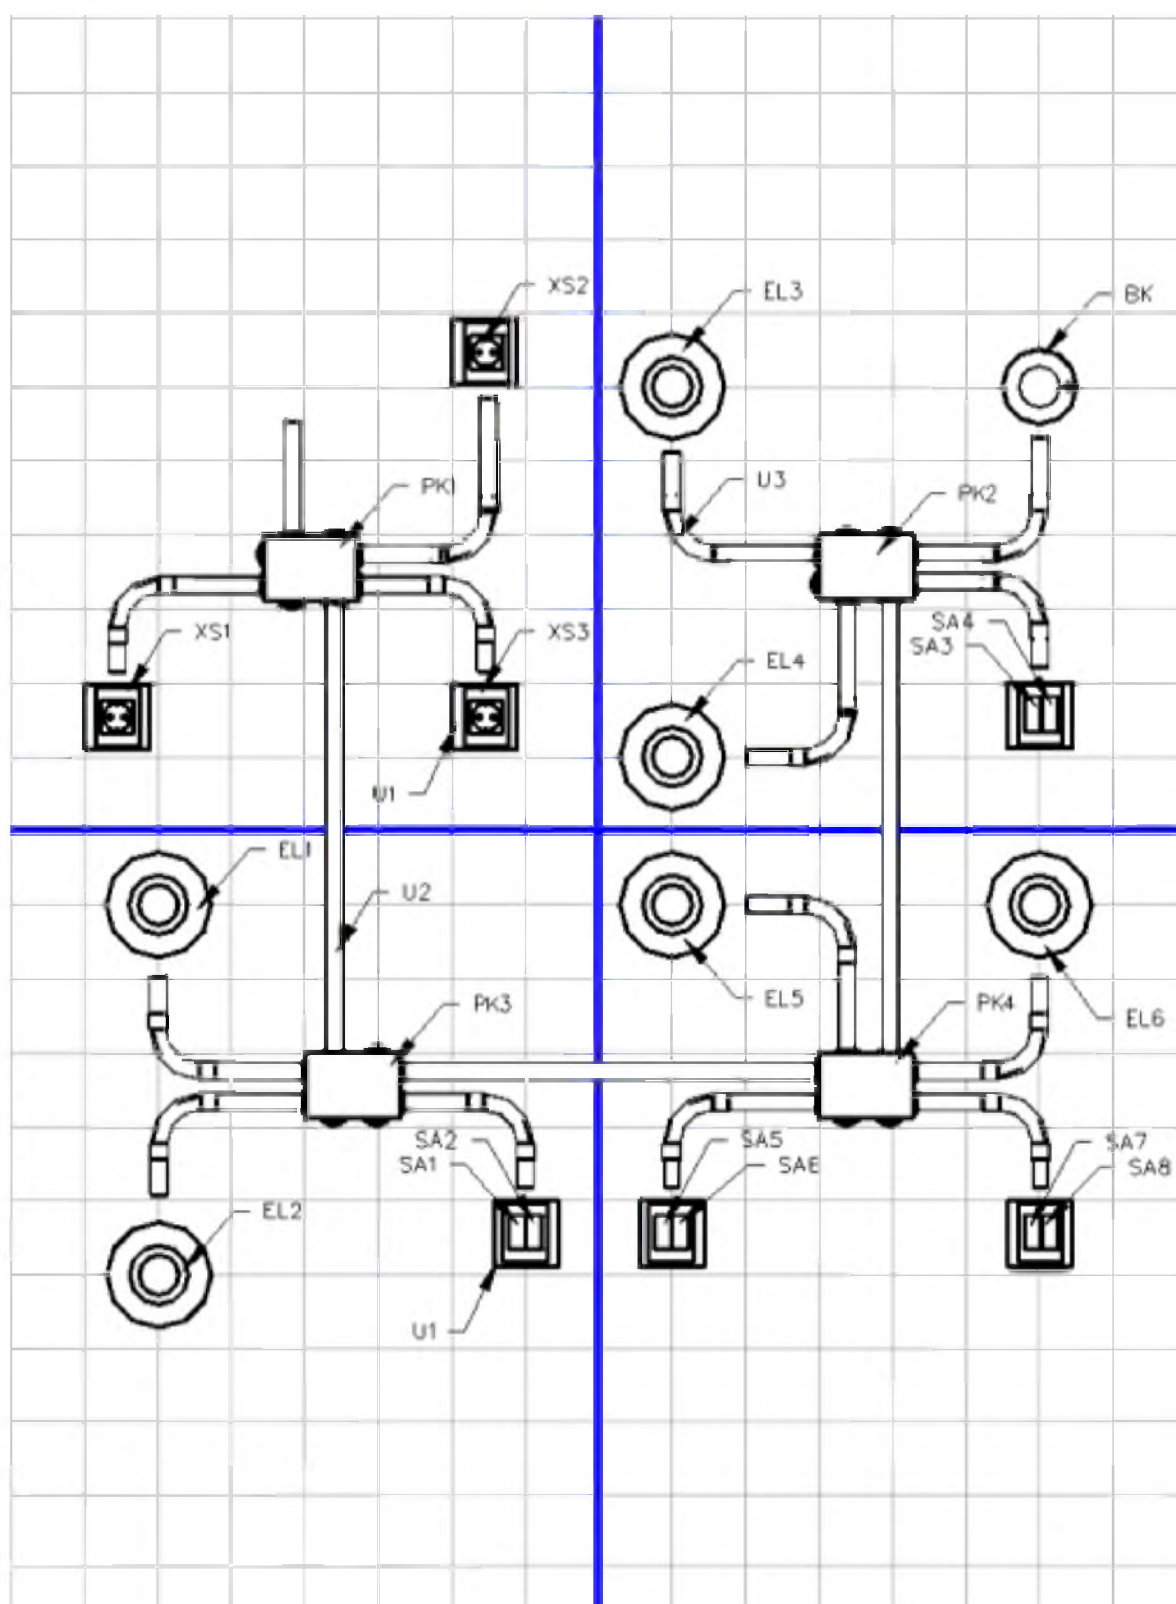 XS2
EL3
BK
PK1
U3
PK2
XS1
XS3
SA4
SA3
EL4
U1
EL1
U2
EL5
PK3
PK4
EL6
SA2
SA1
SA5
SA6
SA7
SA8
EL2
U1